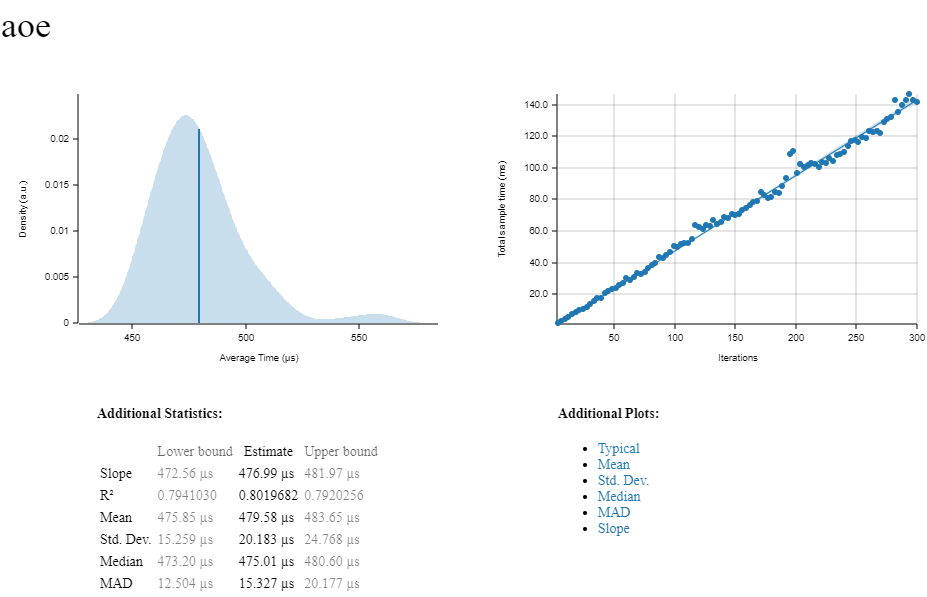 aoe
Density (a.u.)
0.02
0.015
0.01
0.005
0
450 500 550
Average Time (µs)
Total sample time (ms)
140.0
120.0
100.0
80.0
60.0
40.0
20.0
50 100 150 200 250 300
Iterations
Additional Statistics:
Lower bound Estimate Upper bound
Slope 472.56 µs 476.99 µs 481.97 µs
R² 0.7941030 0.8019682 0.7920256
Mean 475.85 µs 479.58 µs 483.65 µs
Std. Dev. 15.259 µs 20.183 µs 24.768 µs
Median 473.20 µs 475.01 µs 480.60 µs
MAD 12.504 µs 15.327 µs 20.177 µs
Additional Plots:
Typical
Mean
Std. Dev.
Median
MAD
Slope